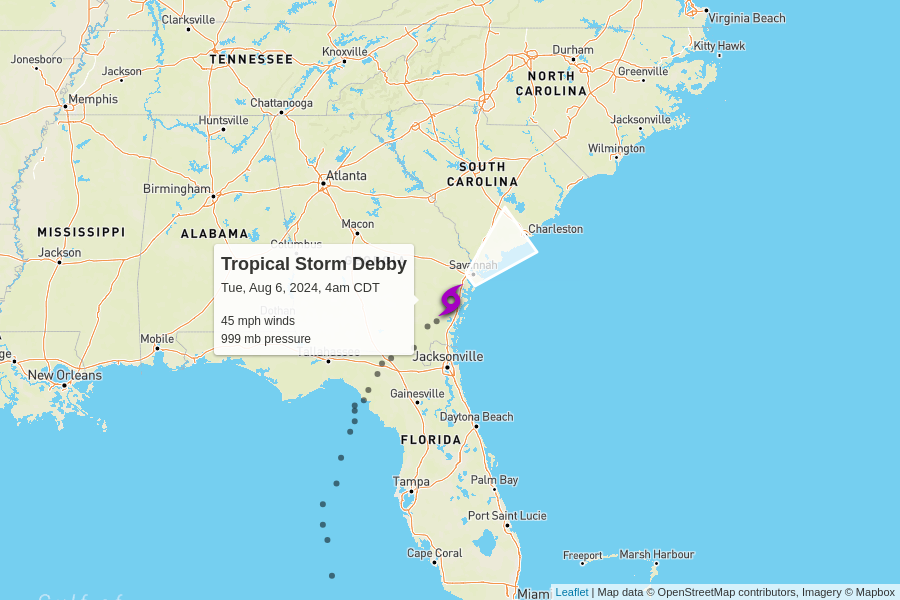 Clarksville
Virginia Beach
Kitty Hawk
Jonesboro
Knoxville
Durham
TENNESSEE
Jackson
Greenville
NORTH
CAROLINA
Memphis
Chattanooga
Huntsville
Jacksonville
Wilmington
SOUTH
CAROLINA
Atlanta
Birmingham
Macon
Charleston
MISSISSIPPI
ALABAMA
Columbus
Jackson
Savannah
Tropical Storm Debby
Tue, Aug 6, 2024, 4am CDT
Dothan
45 mph winds
999 mb pressure
Mobile
Tallahassee
Jacksonville
ge
New Orleans
Gainesville
Daytona Beach
FLORIDA
Tampa
Palm Bay
Port Saint Lucie
Cape Coral
Freeport
Marsh Harbour
Miam
Leaflet | Map data © OpenStreetMap contributors, Imagery © Mapbox